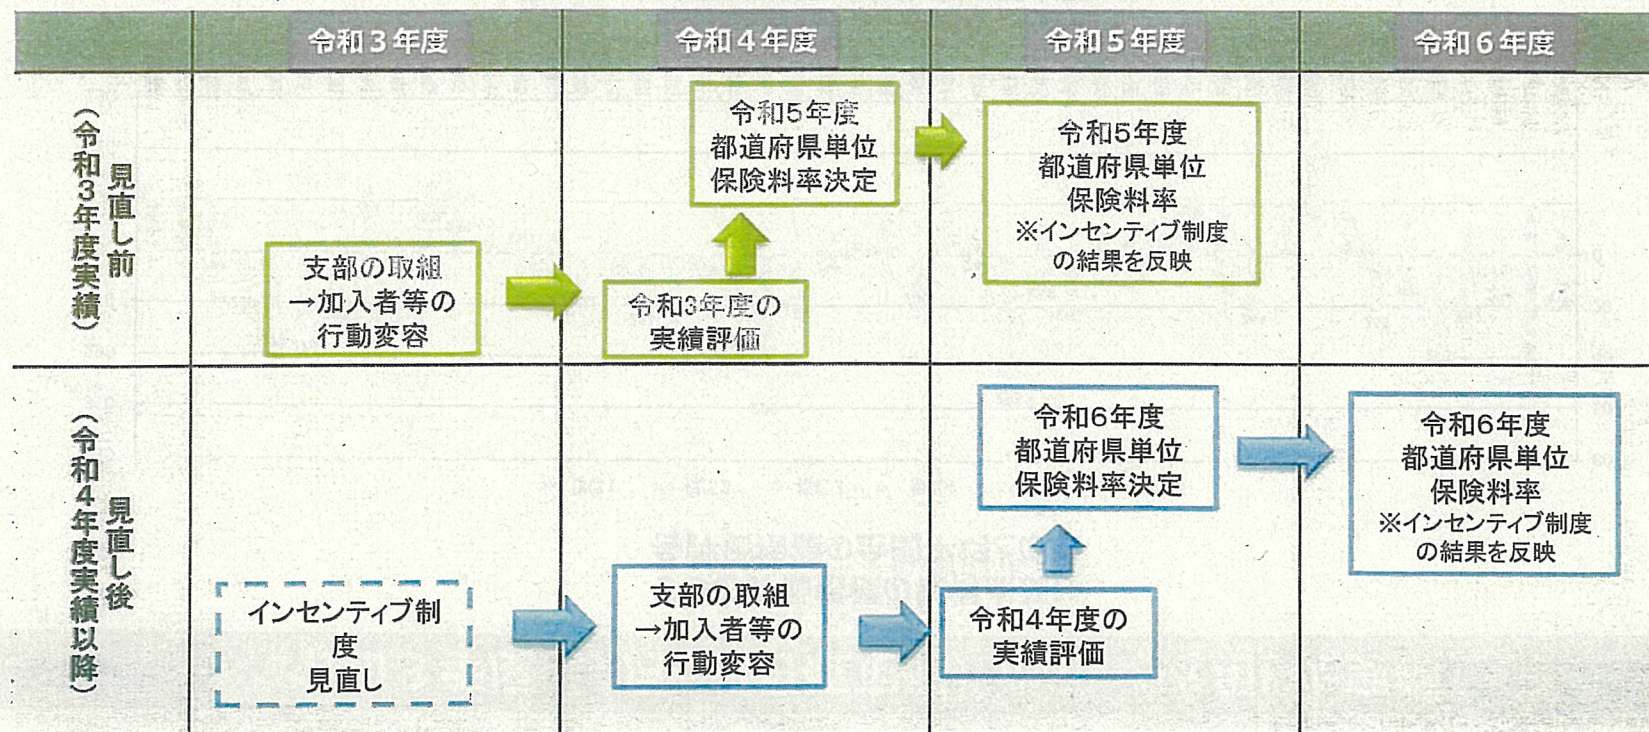 令和3年度
令和4年度
令和5年度
令和6年度
見直し前
（令和3年度実績）
支部の取組
→加入者等の
行動変容
令和3年度の
実績評価
令和5年度
都道府県単位
保険料率決定
令和5年度
都道府県単位
保険料率
※インセンティブ制度
の結果を反映
見直し後
（令和4年度実績以降）
インセンティブ制
度
見直し
支部の取組
→加入者等の
行動変容
令和4年度の
実績評価
令和6年度
都道府県単位
保険料率決定
令和6年度
都道府県単位
保険料率
※インセンティブ制度
の結果を反映